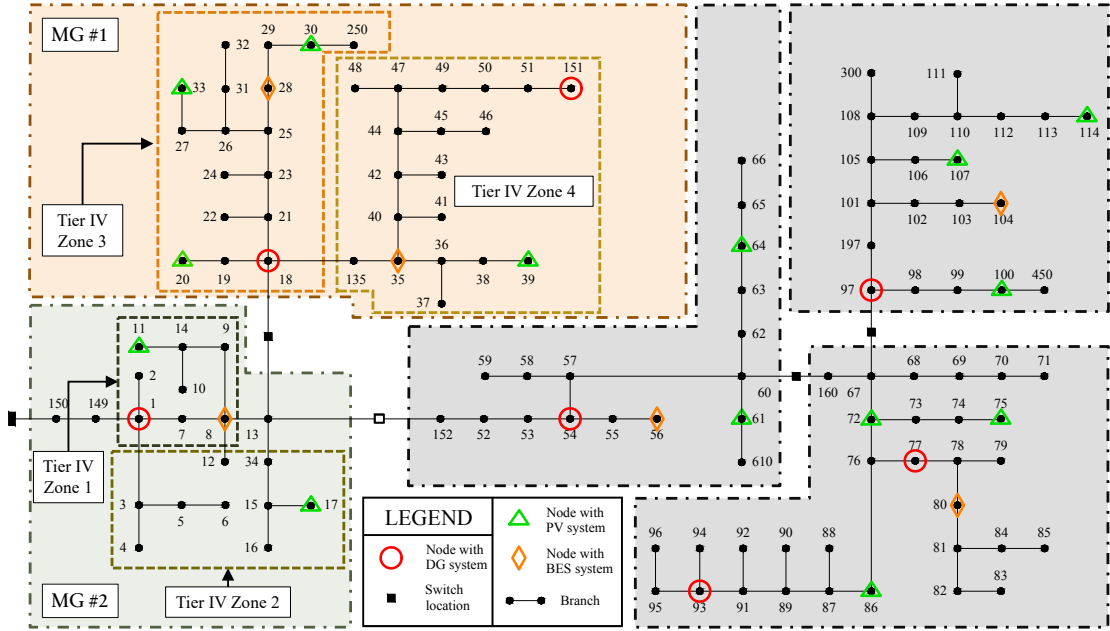 MG #1
29 30 250
32
33 31 28
48 47 49 50 51 151
300 111
27 26 25
44 45 46
108 109 110 112 113 114
Tier IV
Zone 3
24 23
42 43
Tier IV Zone 4
66
105 106 107
22 21
40 41
65
101 102 103 104
20 19 18 135 35 36 38 39
64
197
37
63
97 98 99 100 450
11 14 9
62
2 10
59 58 57
60 160 67 68 69 70 71
150 149 1 7 8 13
152 52 53 54 55 56
61
72 73 74 75
Tier IV
Zone 1
12 34
610
76 77 78 79
3 5 6 15 17
80
4 16
LEGEND
Node with
PV system
Node with
DG system
Node with
BES system
Switch
location
Branch
96 94 92 90 88
81 84 85
95 93 91 89 87 86
82 83
MG #2
Tier IV Zone 2